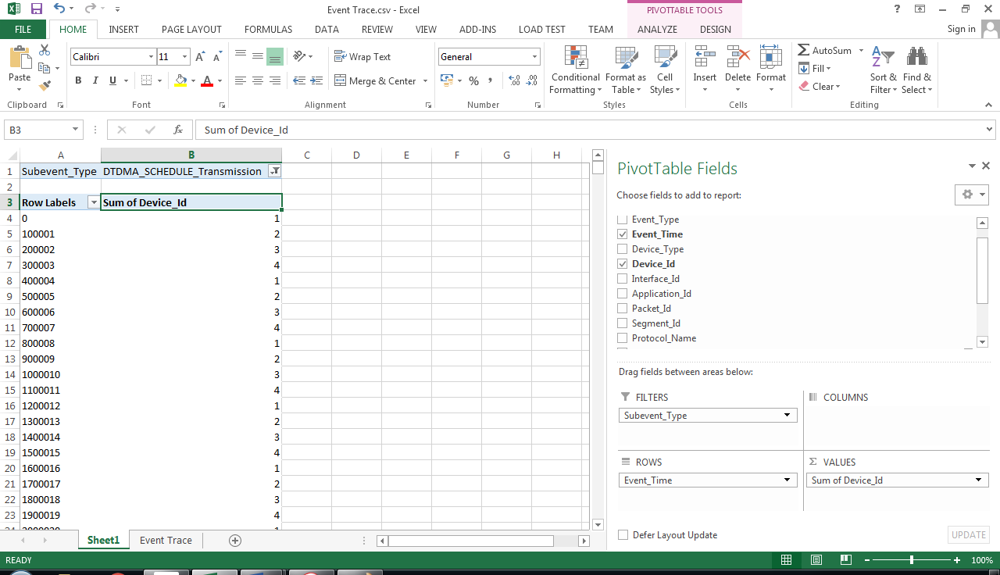 Event Trace.csv - Excel
PIVOTTABLE TOOLS
?
FILE HOME INSERT PAGE LAYOUT FORMULAS DATA REVIEW VIEW ADD-INS LOAD TEST TEAM ANALYZE DESIGN Sign in
Paste
Calibri 11
B I U A
Wrap Text
Merge & Center
General
% ,
Conditional Formatting
Format as Table
Cell Styles
Insert Delete Format
AutoSum
Fill
Clear
Sort & Filter
Find & Select
Clipboard Font Alignment Number Styles Cells Editing
B3 fx Sum of Device_Id
A B C D E F G H
1 Subevent_Type DTDMA_SCHEDULE_Transmission
2
3 Row Labels Sum of Device_Id
4 0 1
5 100001 2
6 200002 3
7 300003 4
8 400004 1
9 500005 2
10 600006 3
11 700007 4
12 800008 1
13 900009 2
14 1000010 3
15 1100011 4
16 1200012 1
17 1300013 2
18 1400014 3
19 1500015 4
20 1600016 1
21 1700017 2
22 1800018 3
23 1900019 4
PivotTable Fields
Choose fields to add to report:
Event_Type
Event_Time
Device_Type
Device_Id
Interface_Id
Application_Id
Packet_Id
Segment_Id
Protocol_Name
Drag fields between areas below:
FILTERS
Subevent_Type
COLUMNS
ROWS
Event_Time
Σ VALUES
Sum of Device_Id
Defer Layout Update
UPDATE
Sheet1 Event Trace
READY
100%